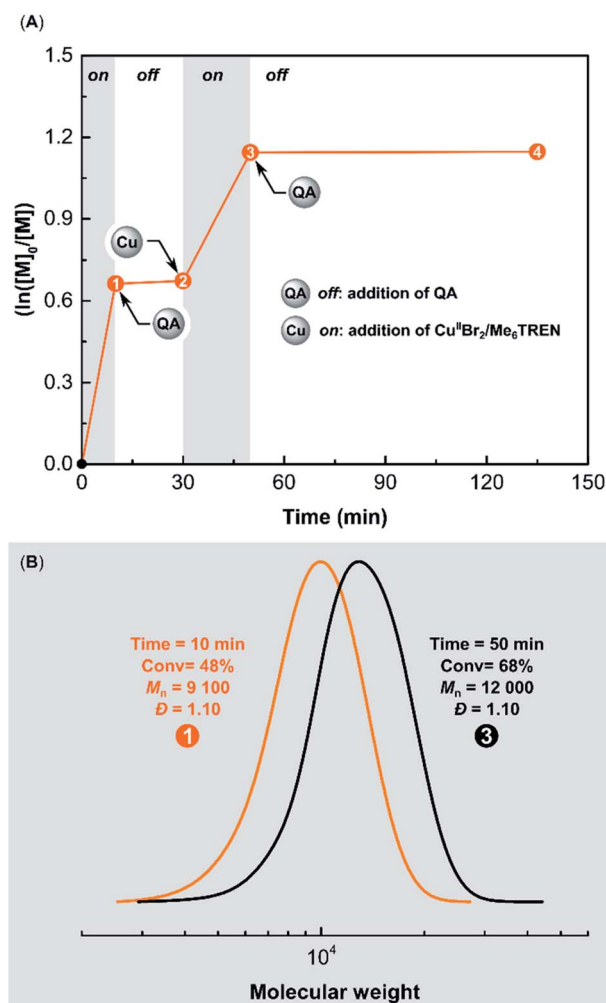 (A)
1.5
on off on off
1.2
3
4
QA
0.9
Cu
(ln([M]₀/[M])
0.6
1
2
QA off: addition of QA
QA
Cu on: addition of CuᴵᴵBr₂/Me₆TREN
0.3
0.0
0 30 60 90 120 150
Time (min)
(B)
Time = 10 min
Conv= 48%
Mₙ = 9 100
Đ = 1.10
1
Time = 50 min
Conv= 68%
Mₙ = 12 000
Đ = 1.10
3
10⁴
Molecular weight